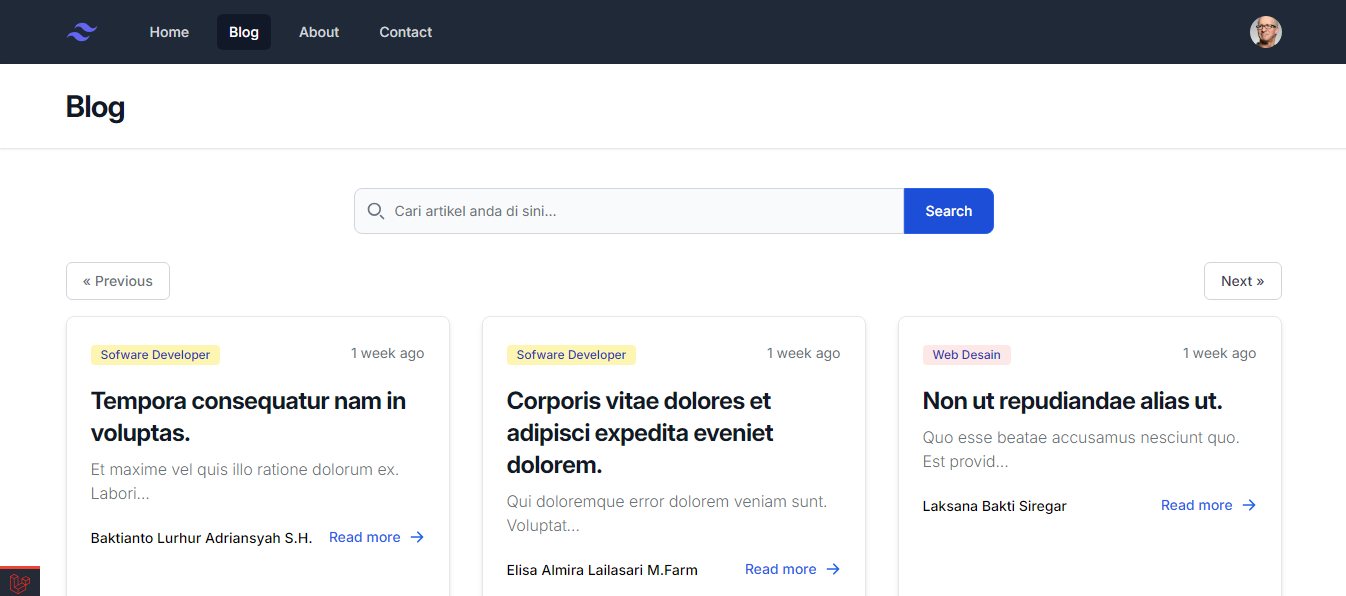 Home Blog About Contact
Blog
Cari artikel anda di sini...
Search
« Previous
Next »
Sofware Developer
1 week ago
Tempora consequatur nam in
voluptas.
Et maxime vel quis illo ratione dolorum ex.
Labori...
Baktianto Lurhur Adriansyah S.H.
Read more
Sofware Developer
1 week ago
Corporis vitae dolores et
adipisci expedita eveniet
dolorem.
Qui doloremque error dolorem veniam sunt.
Voluptat...
Elisa Almira Lailasari M.Farm
Read more
Web Desain
1 week ago
Non ut repudiandae alias ut.
Quo esse beatae accusamus nesciunt quo.
Est provid...
Laksana Bakti Siregar
Read more